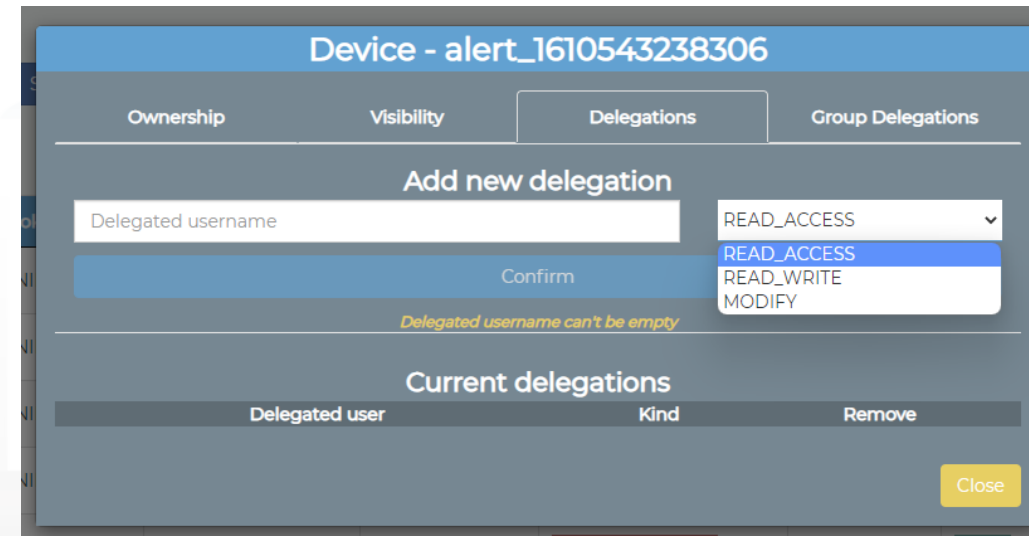 Device - alert_1610543238306
Ownership Visibility Delegations Group Delegations
Add new delegation
Delegated username READ_ACCESS
READ_ACCESS
READ_WRITE
MODIFY
Confirm
Delegated username can't be empty
Current delegations
Delegated user Kind Remove
Close